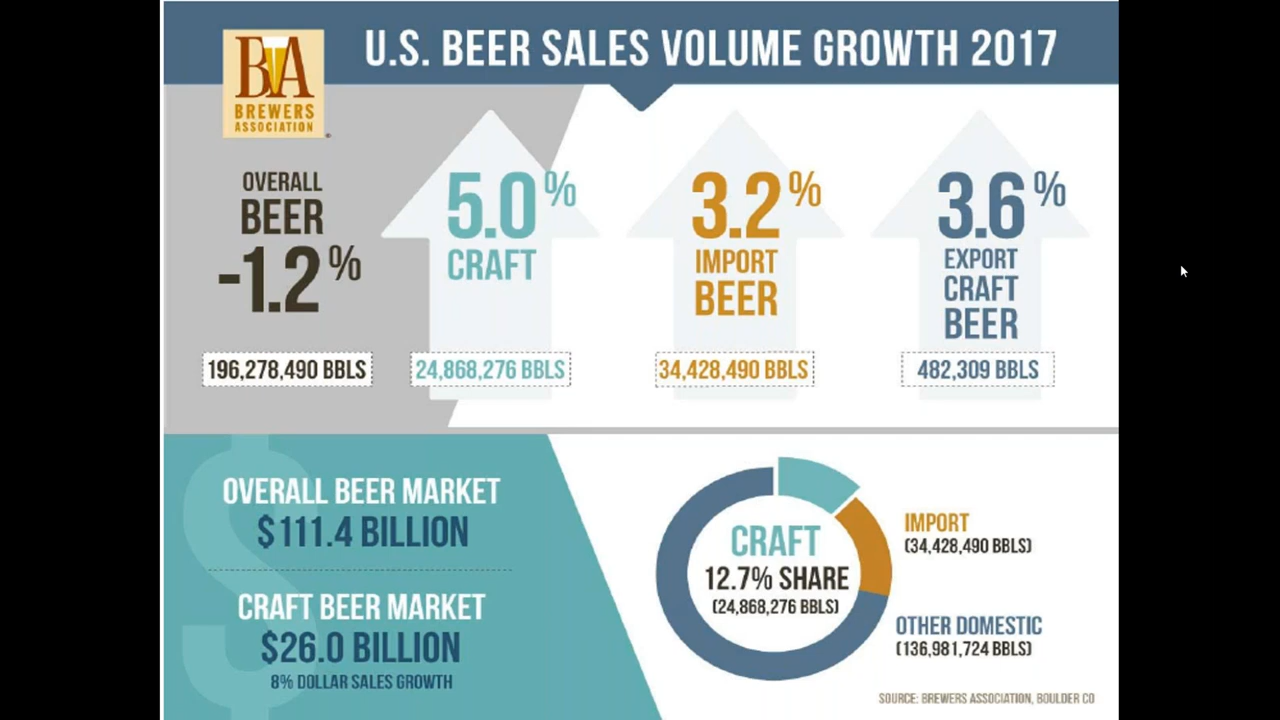 U.S. BEER SALES VOLUME GROWTH 2017
BA
BREWERS
ASSOCIATION
OVERALL
BEER
-1.2%
196,278,490 BBLS
5.0%
CRAFT
24,868,276 BBLS
3.2%
IMPORT
BEER
34,428,490 BBLS
3.6%
EXPORT
CRAFT
BEER
482,309 BBLS
$
OVERALL BEER MARKET
$111.4 BILLION
CRAFT BEER MARKET
$26.0 BILLION
8% DOLLAR SALES GROWTH
CRAFT
12.7% SHARE
(24,868,276 BBLS)
IMPORT
(34,428,490 BBLS)
OTHER DOMESTIC
(136,981,724 BBLS)
SOURCE: BREWERS ASSOCIATION, BOULDER CO